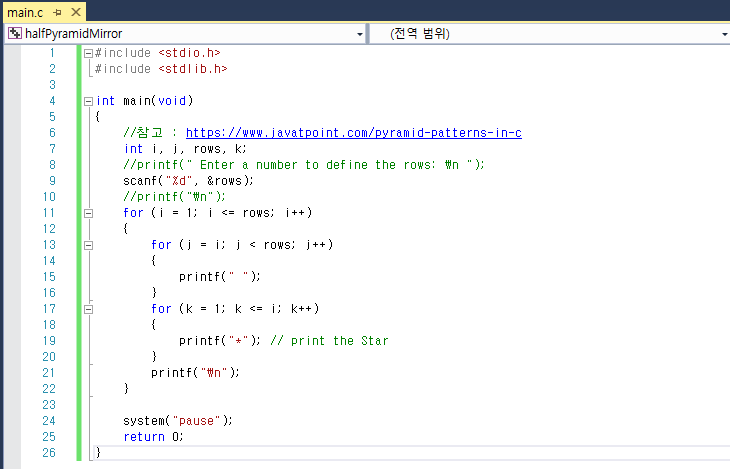 main.c
halfPyramidMirror (전역 범위)
1 #include <stdio.h>
2 #include <stdlib.h>
3
4 int main(void)
5 {
6 //참고 : https://www.javatpoint.com/pyramid-patterns-in-c
7 int i, j, rows, k;
8 //printf(" Enter a number to define the rows: ₩n ");
9 scanf("%d", &rows);
10 //printf("₩n");
11 for (i = 1; i <= rows; i++)
12 {
13 for (j = i; j < rows; j++)
14 {
15 printf(" ");
16 }
17 for (k = 1; k <= i; k++)
18 {
19 printf("*"); // print the Star
20 }
21 printf("₩n");
22 }
23
24 system("pause");
25 return 0;
26 }